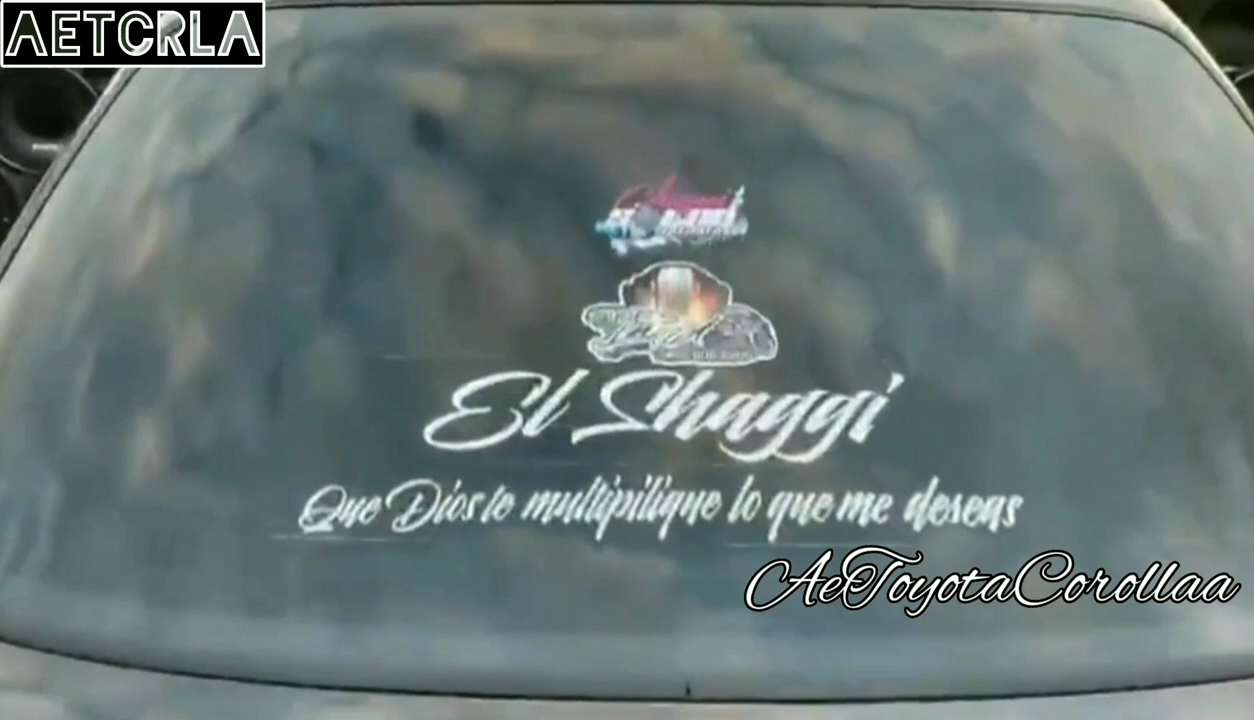 AETCRLA
El Shaggi
Que Dios te multipilique lo que me deseas
AeToyotaCorollaa